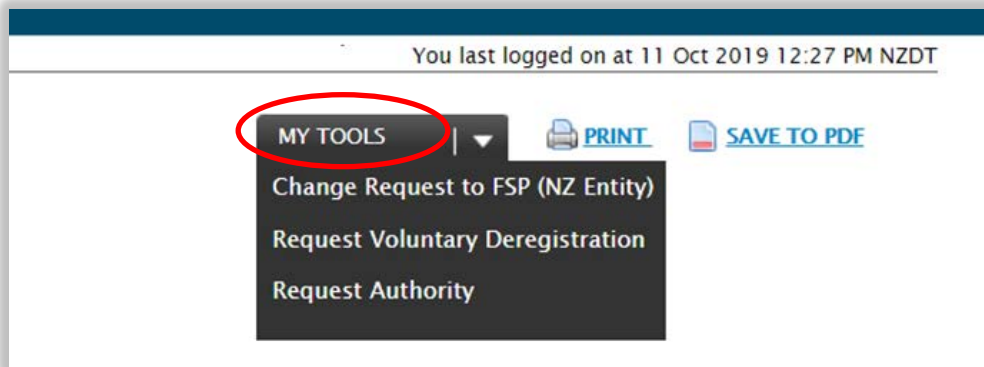 You last logged on at 11 Oct 2019 12:27 PM NZDT
MY TOOLS | PRINT SAVE TO PDF
Change Request to FSP (NZ Entity)
Request Voluntary Deregistration
Request Authority